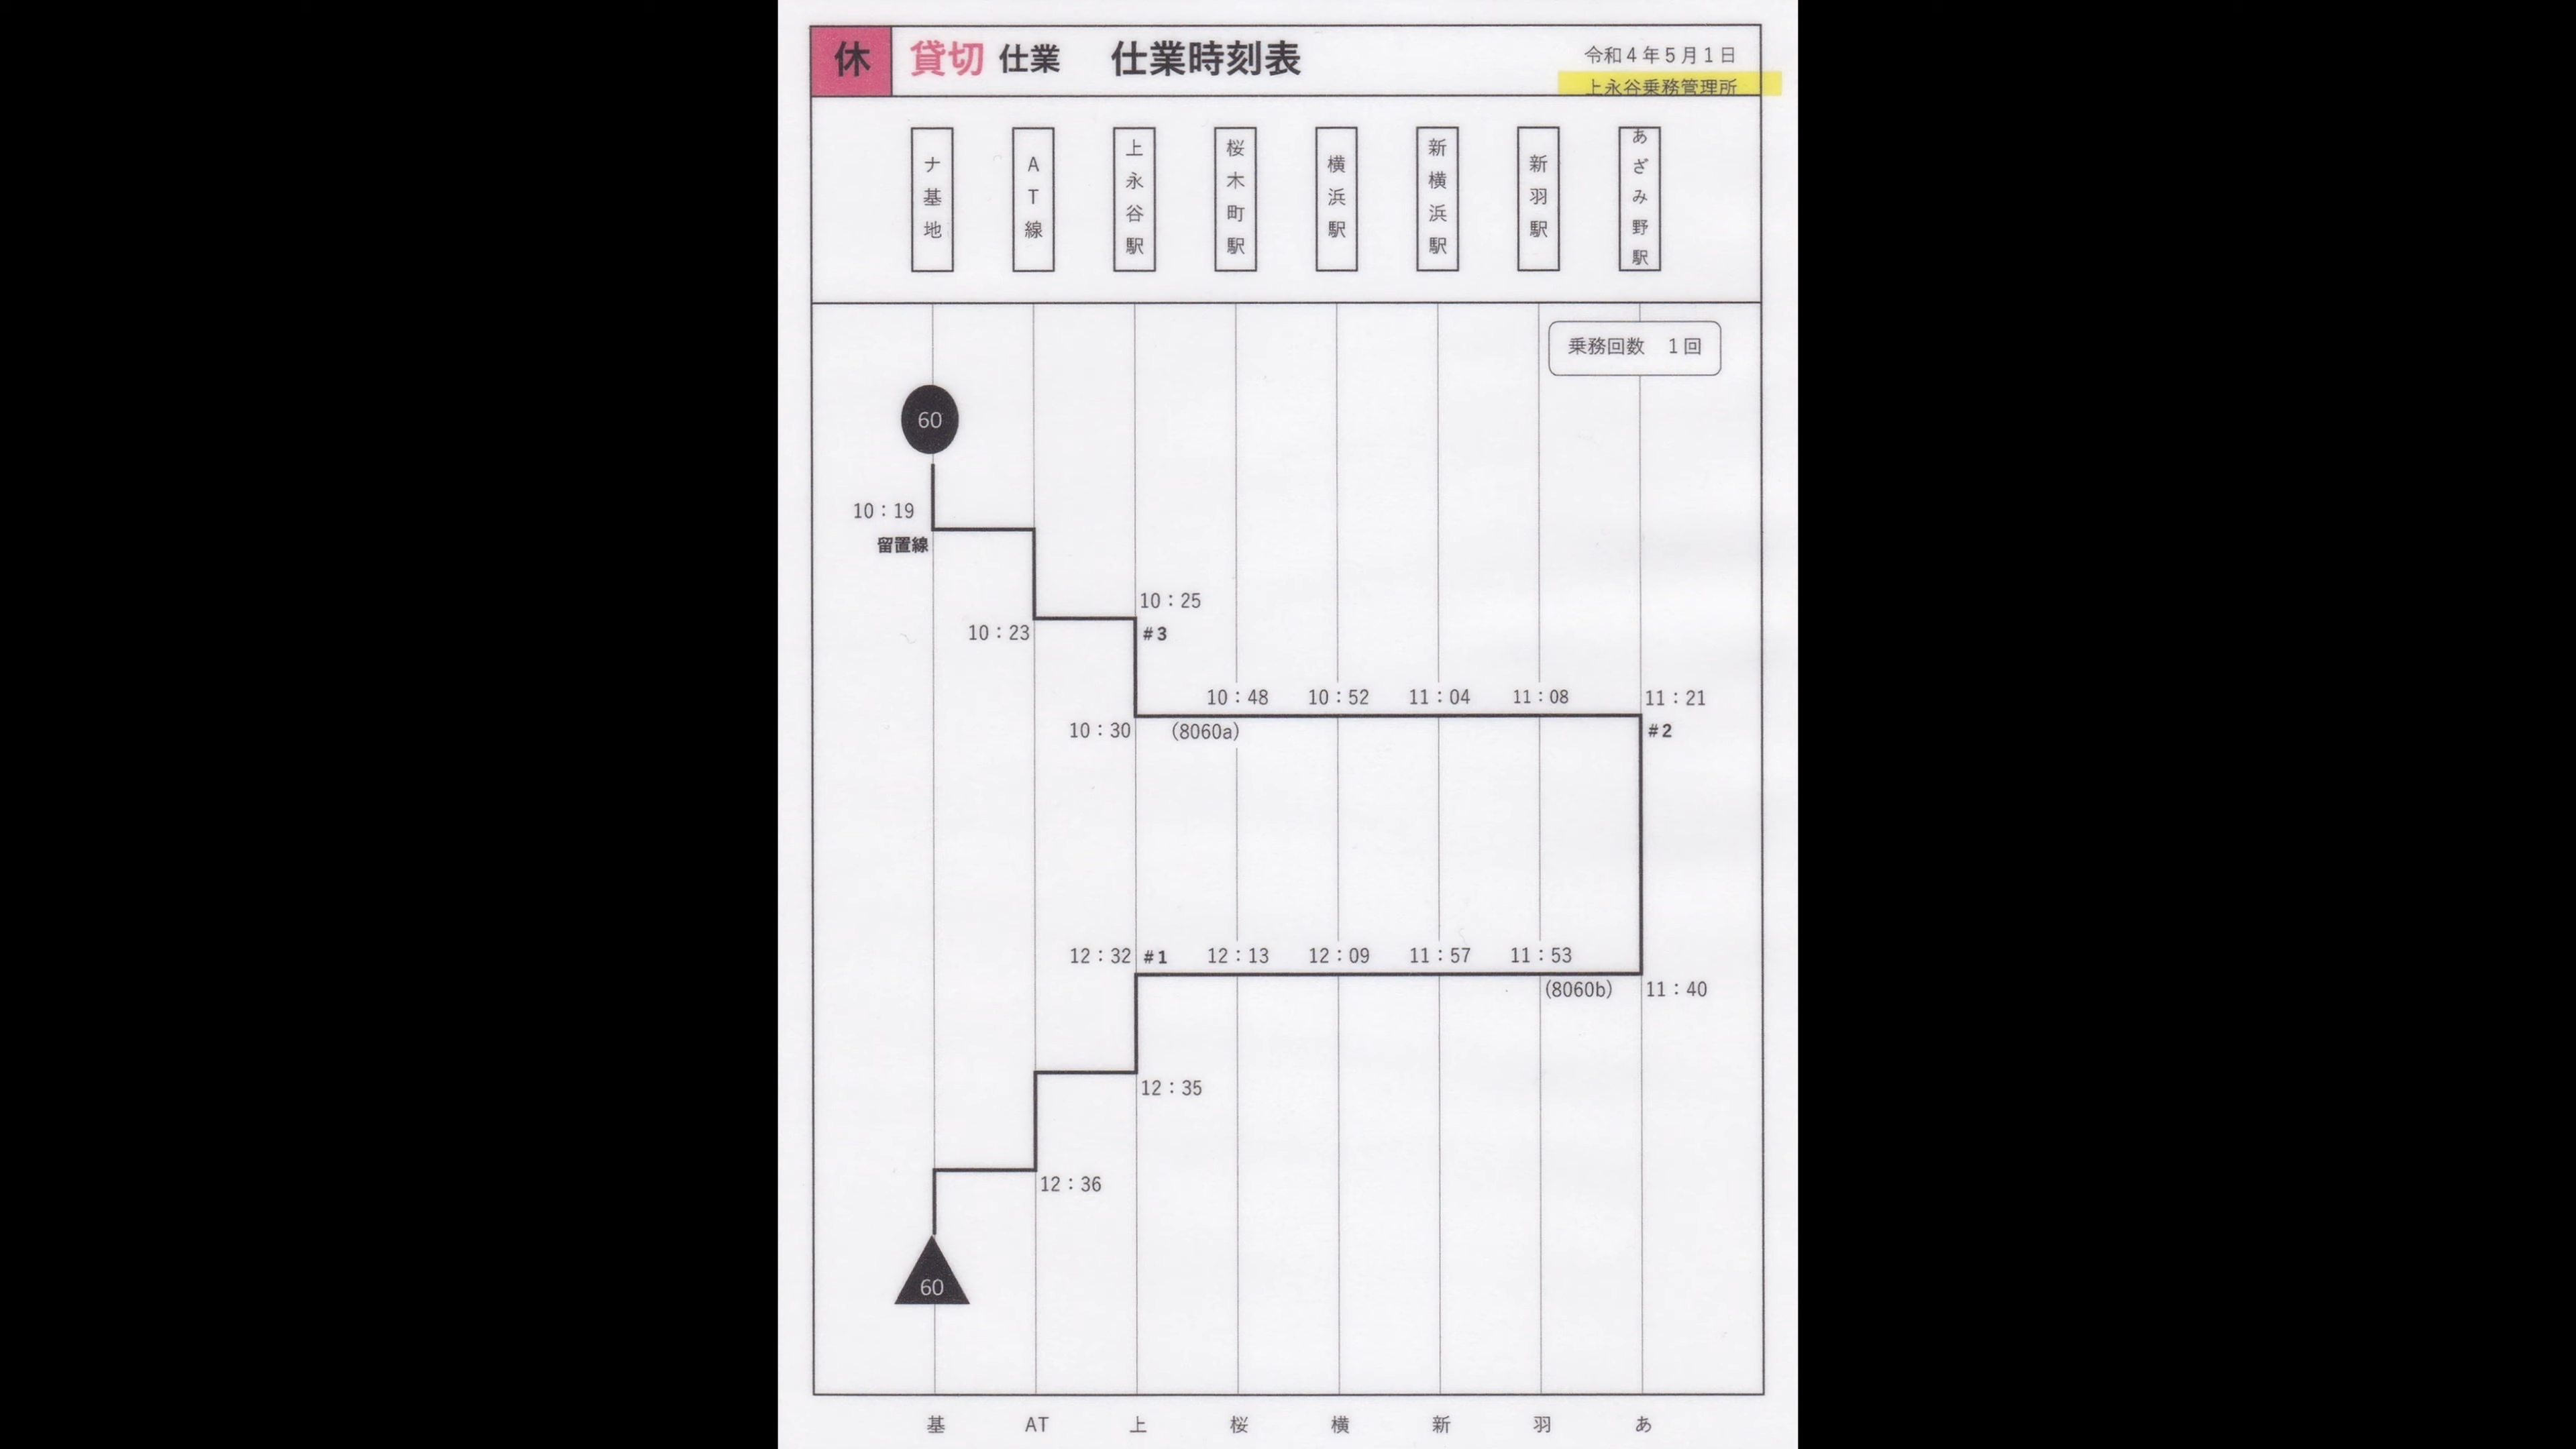 休 貸切 仕業 仕業時刻表
令和4年5月1日
上永谷乗務管理所
ナ基地
AT線
上永谷駅
桜木町駅
横浜駅
新横浜駅
新羽駅
あざみ野駅
乗務回数 1回
60
10：19
留置線
10：25
10：23
#3
10：48 10：52 11：04 11：08 11：21
10：30 (8060a) #2
12：32 #1 12：13 12：09 11：57 11：53
(8060b) 11：40
12：35
12：36
60
基 AT 上 桜 横 新 羽 あ